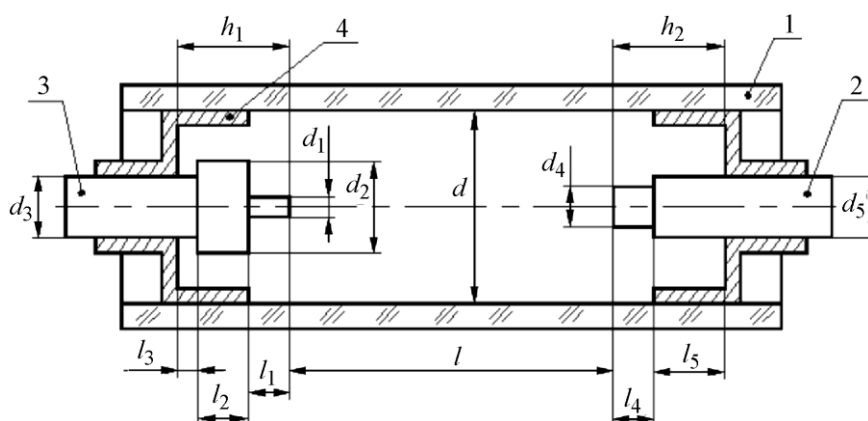 h₁
4
h₂
1
3
2
d₁
d₂
d₃
d
d₄
d₅
l₃
l₂
l₁
l
l₄
l₅